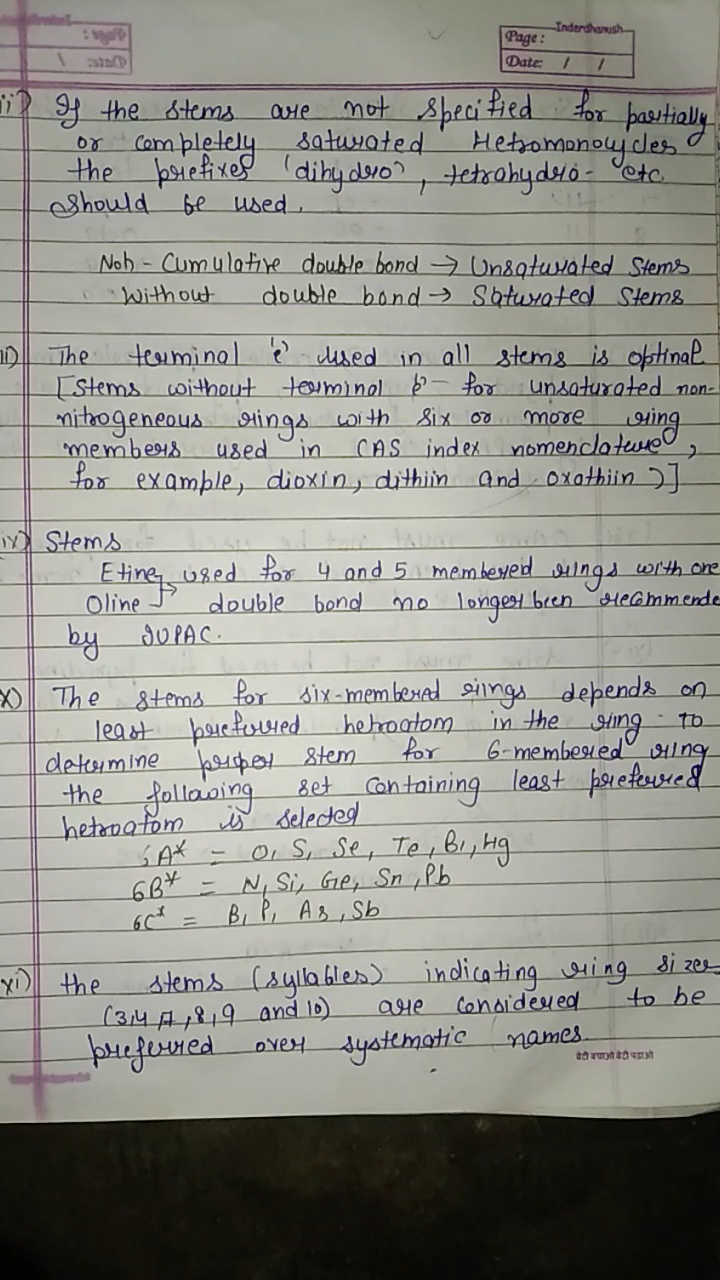 Inderdhanush
Page :
Date: / /
ii) If the stems are not specified for partially
or completely saturated Hetromonocycles
the prefixes 'dihydro', tetrahydro- etc.
should be used.
Non - Cumulative double bond → Unsaturated Stems
Without double bond → Saturated Stems
The terminal 'e' used in all stems is optinal
[Stems without terminal for unsaturated non-
nitrogeneous rings with six or more ring
members used in CAS index nomenclature,
for example, dioxin, dithiin and oxathiin )]
ix) Stems
Etine used for 4 and 5 membered rings with one
Oline → double bond no longer been recommende
by IUPAC.
x) The stems for six-membered rings depends on
least preferred hetroatom in the ring. To
determine proper stem for 6-membered ring
the following set containing least preferred
hetroatom is selected
6A* = O, S, Se, Te, Bi, Hg
6B* = N, Si, Ge, Sn, Pb
6C* = B, P, As, Sb
xi) the stems (syllables) indicating ring sizes
(3,4,7,8,9 and 10) are considered to be
preferred over systematic names.
बेटी बचाओ बेटी पढ़ाओ